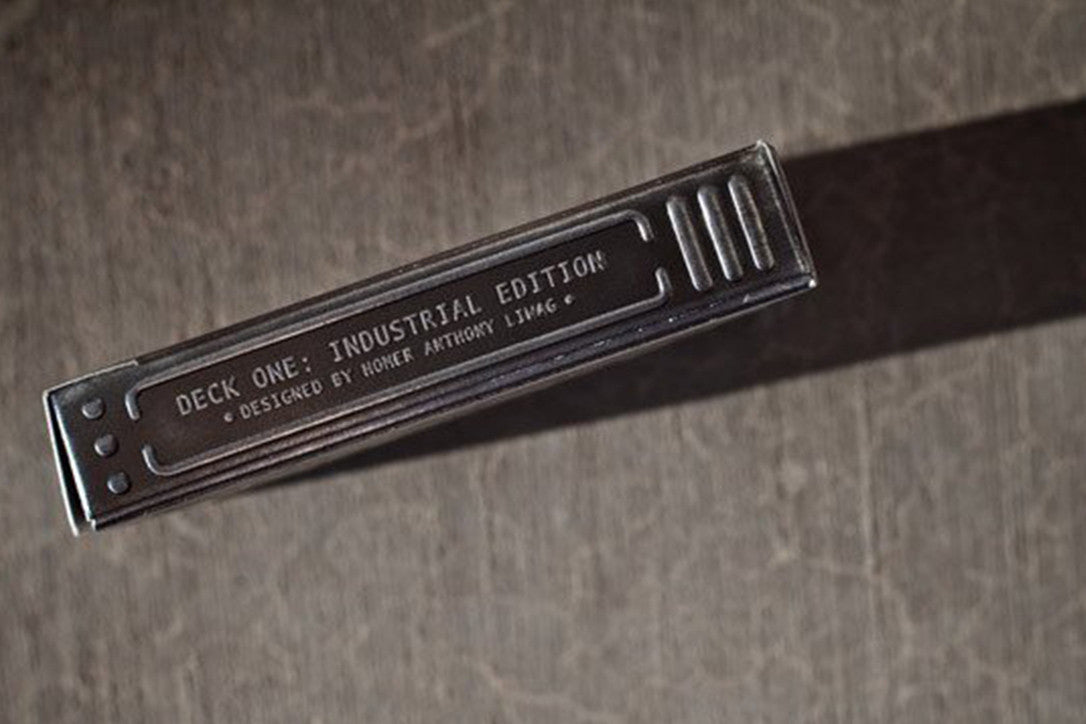 DECK ONE: INDUSTRIAL EDITION
• DESIGNED BY HOMER ANTHONY LIWAG •